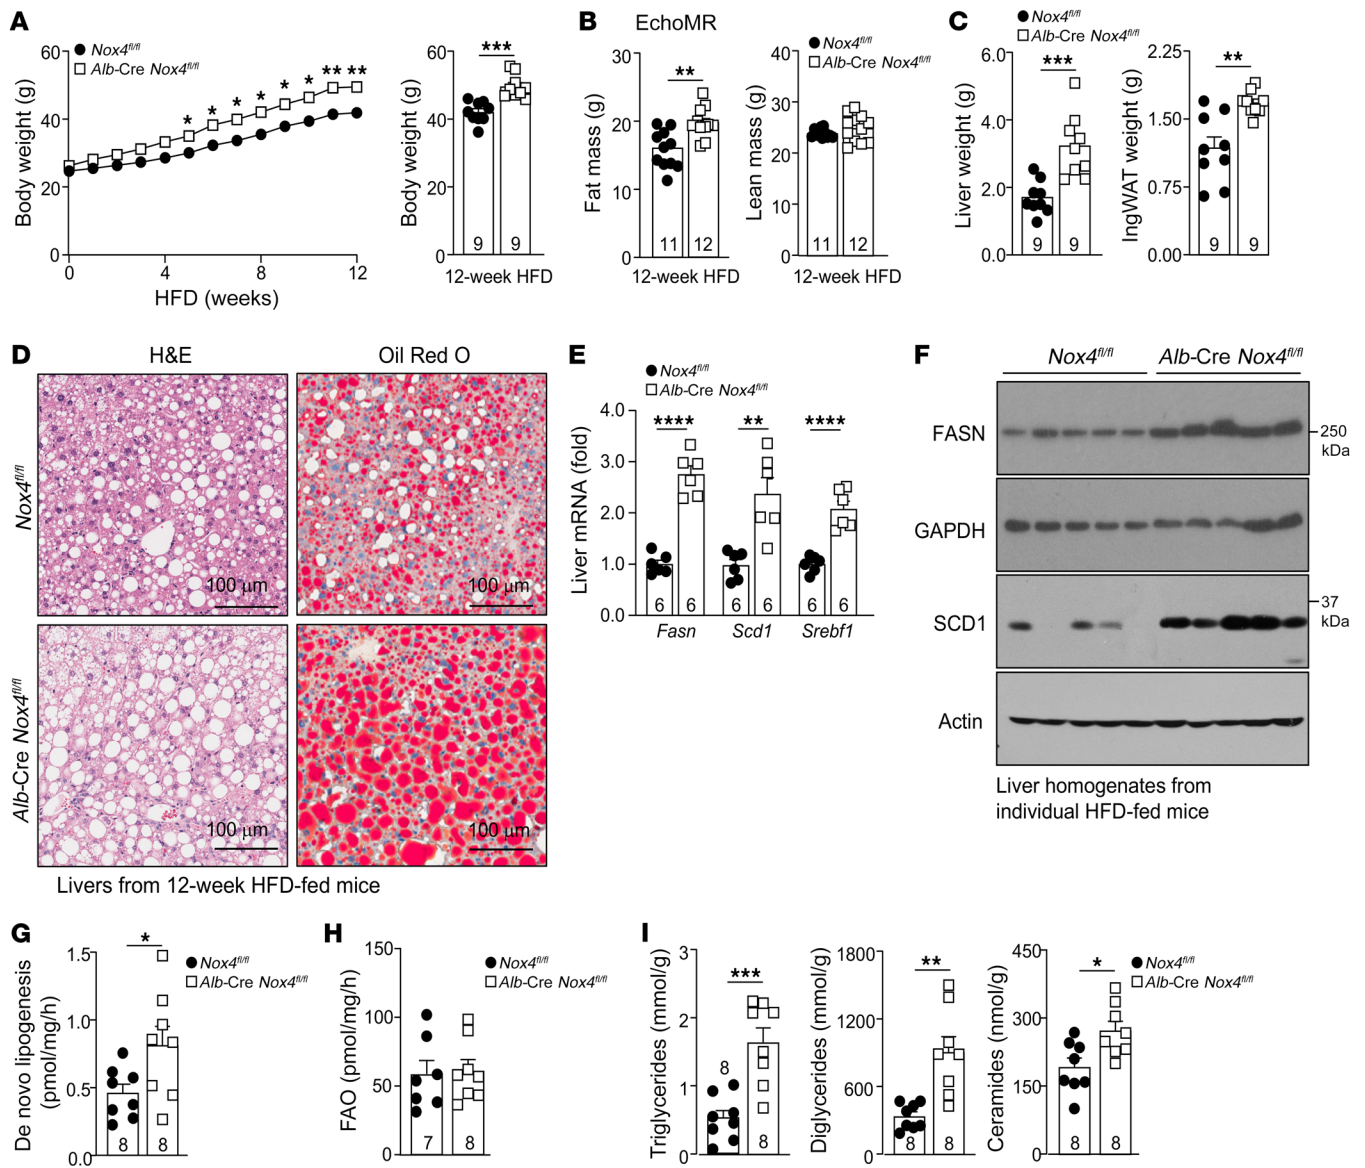 A
Nox4fl/fl
Alb-Cre Nox4fl/fl
Body weight (g)
60
40
20
0
* * * * * * ** **
0 4 8 12
HFD (weeks)
Body weight (g)
60
40
20
0
***
9 9
12-week HFD
B
EchoMR
Fat mass (g)
30
20
10
0
**
11 12
12-week HFD
Nox4fl/fl
Alb-Cre Nox4fl/fl
Lean mass (g)
40
30
20
10
0
11 12
12-week HFD
C
Nox4fl/fl
Alb-Cre Nox4fl/fl
Liver weight (g)
6.0
4.0
2.0
0.0
***
9 9
IngWAT weight (g)
2.25
1.50
0.75
0.00
**
9 9
D
H&E
Oil Red O
Nox4fl/fl
100 μm
100 μm
Alb-Cre Nox4fl/fl
100 μm
100 μm
Livers from 12-week HFD-fed mice
E
Nox4fl/fl
Alb-Cre Nox4fl/fl
Liver mRNA (fold)
4.0
3.0
2.0
1.0
0.0
**** ** ****
6 6 6 6 6 6
Fasn Scd1 Srebf1
F
Nox4fl/fl
Alb-Cre Nox4fl/fl
FASN
250
kDa
GAPDH
SCD1
37
kDa
Actin
Liver homogenates from
individual HFD-fed mice
G
De novo lipogenesis
(pmol/mg/h)
1.5
1.0
0.5
0.0
*
8 8
Nox4fl/fl
Alb-Cre Nox4fl/fl
H
FAO (pmol/mg/h)
150
100
50
0
7 8
Nox4fl/fl
Alb-Cre Nox4fl/fl
I
Triglycerides (mmol/g)
3
2
1
0
***
8
8
Diglycerides (mmol/g)
1800
1200
600
0
**
8 8
Ceramides (nmol/g)
450
300
150
0
*
8 8
Nox4fl/fl
Alb-Cre Nox4fl/fl